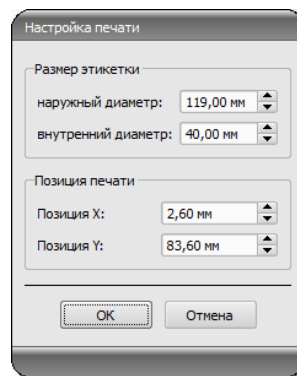 Настройка печати
Размер этикетки
наружный диаметр: 119,00 мм
внутренний диаметр: 40,00 мм
Позиция печати
Позиция X: 2,60 мм
Позиция Y: 83,60 мм
OK Отмена